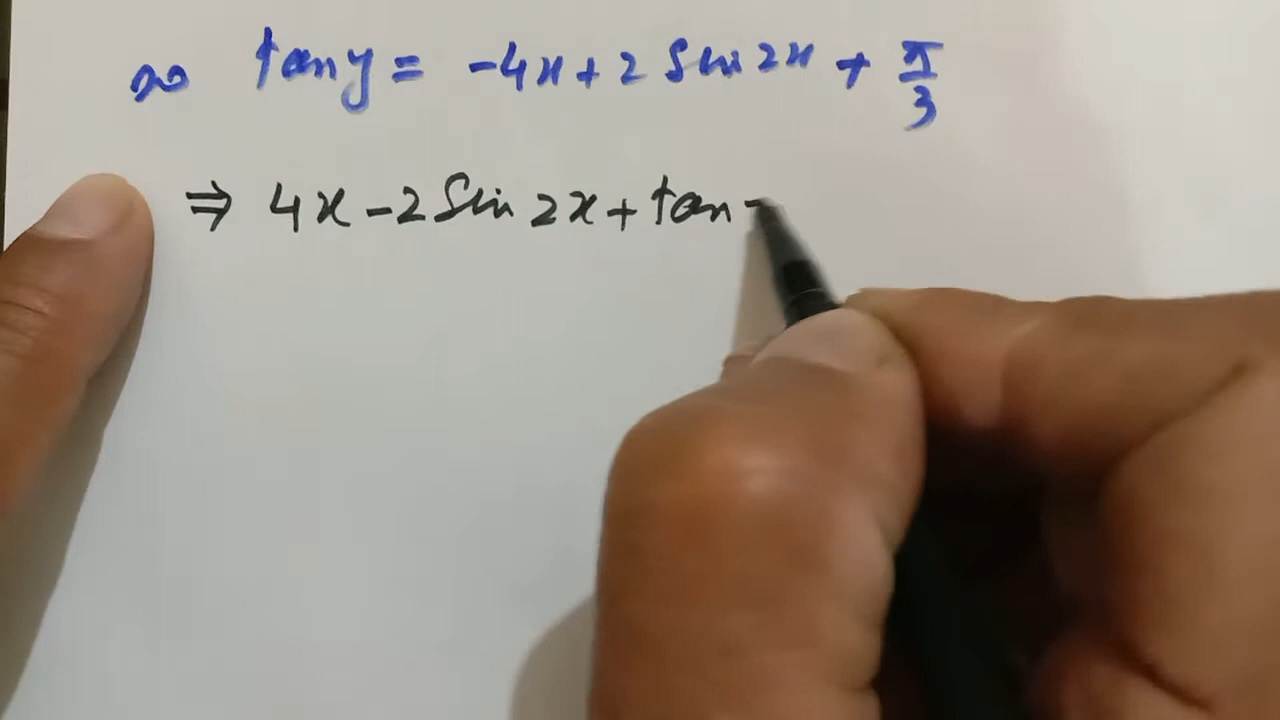 ∞ tan y = -4x + 2 Sin 2x + π/3
⇒ 4x - 2 Sin 2x + tan